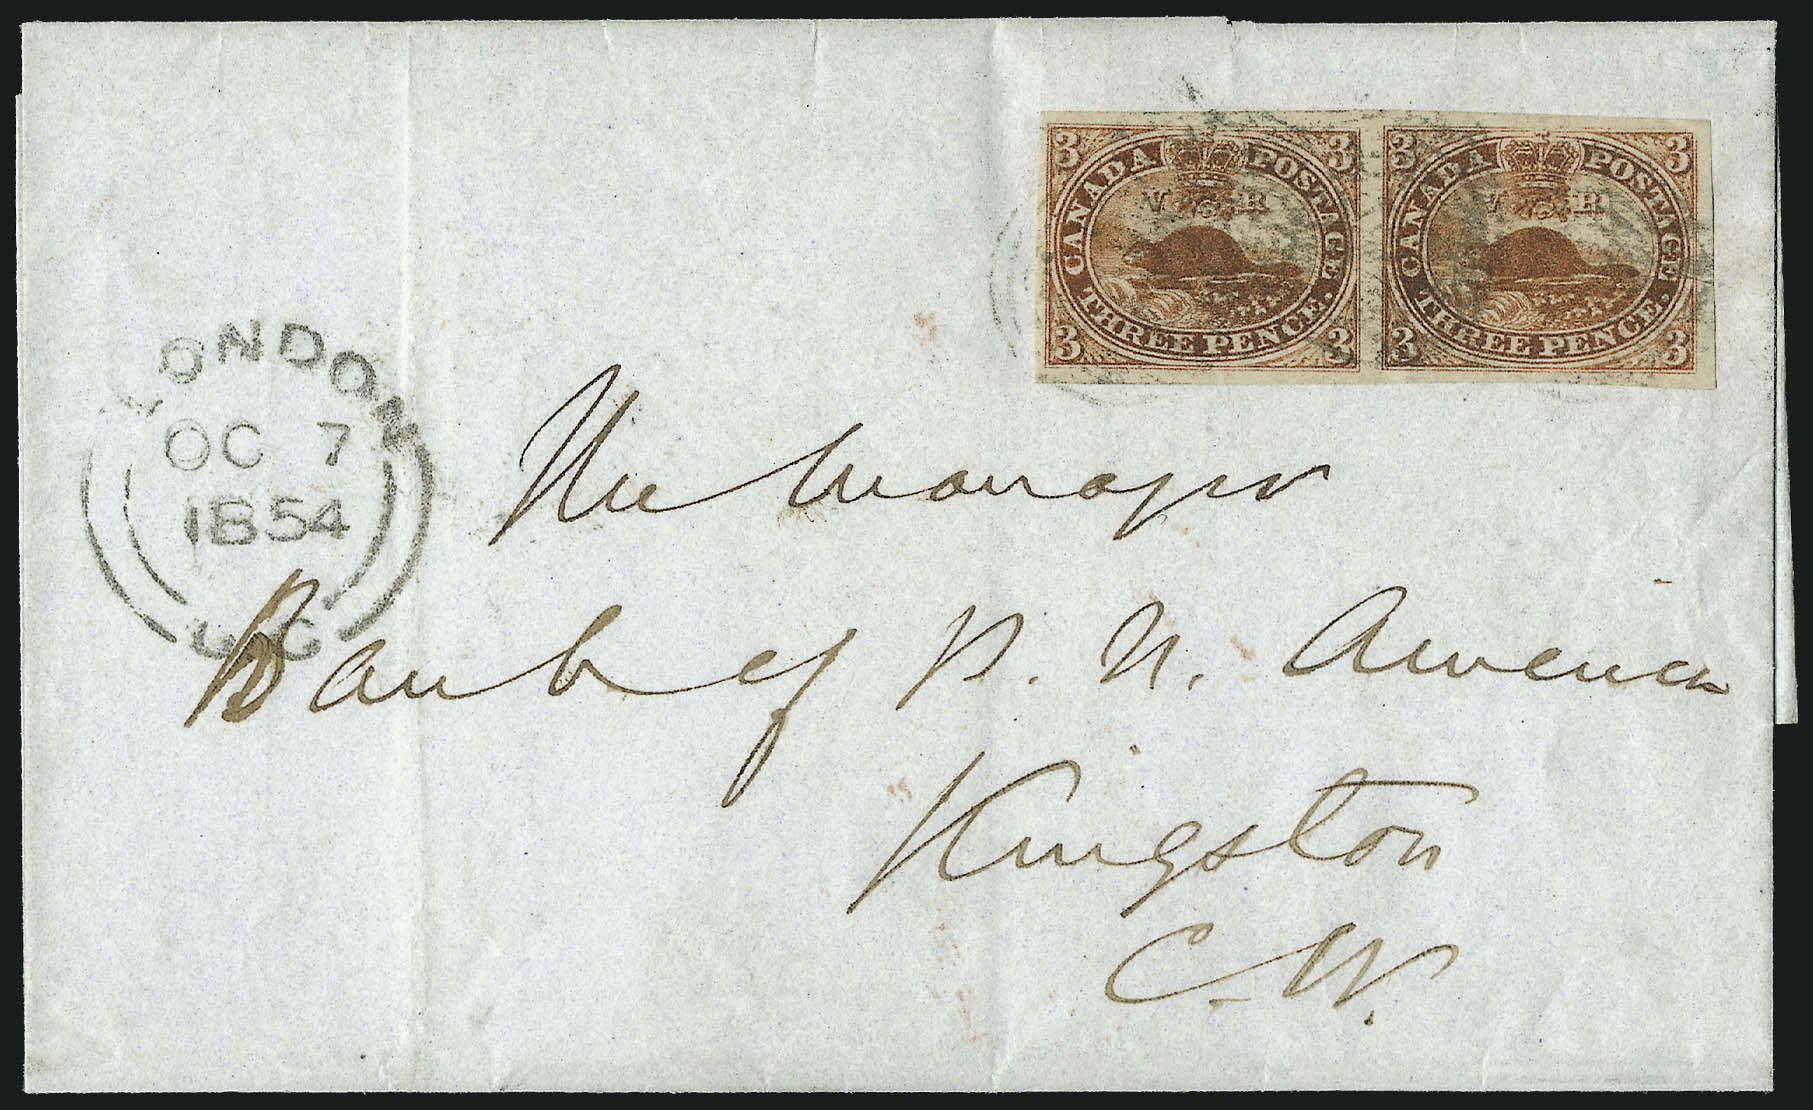 3 CANADA POSTAGE 3
V R
THREE PENCE.
3 3
3 CANADA POSTAGE 3
V R
THREE PENCE.
3 3
LONDON
OC 7
1854
U.C
The Manager
Bank of B. N. America
Kingston
C. W.